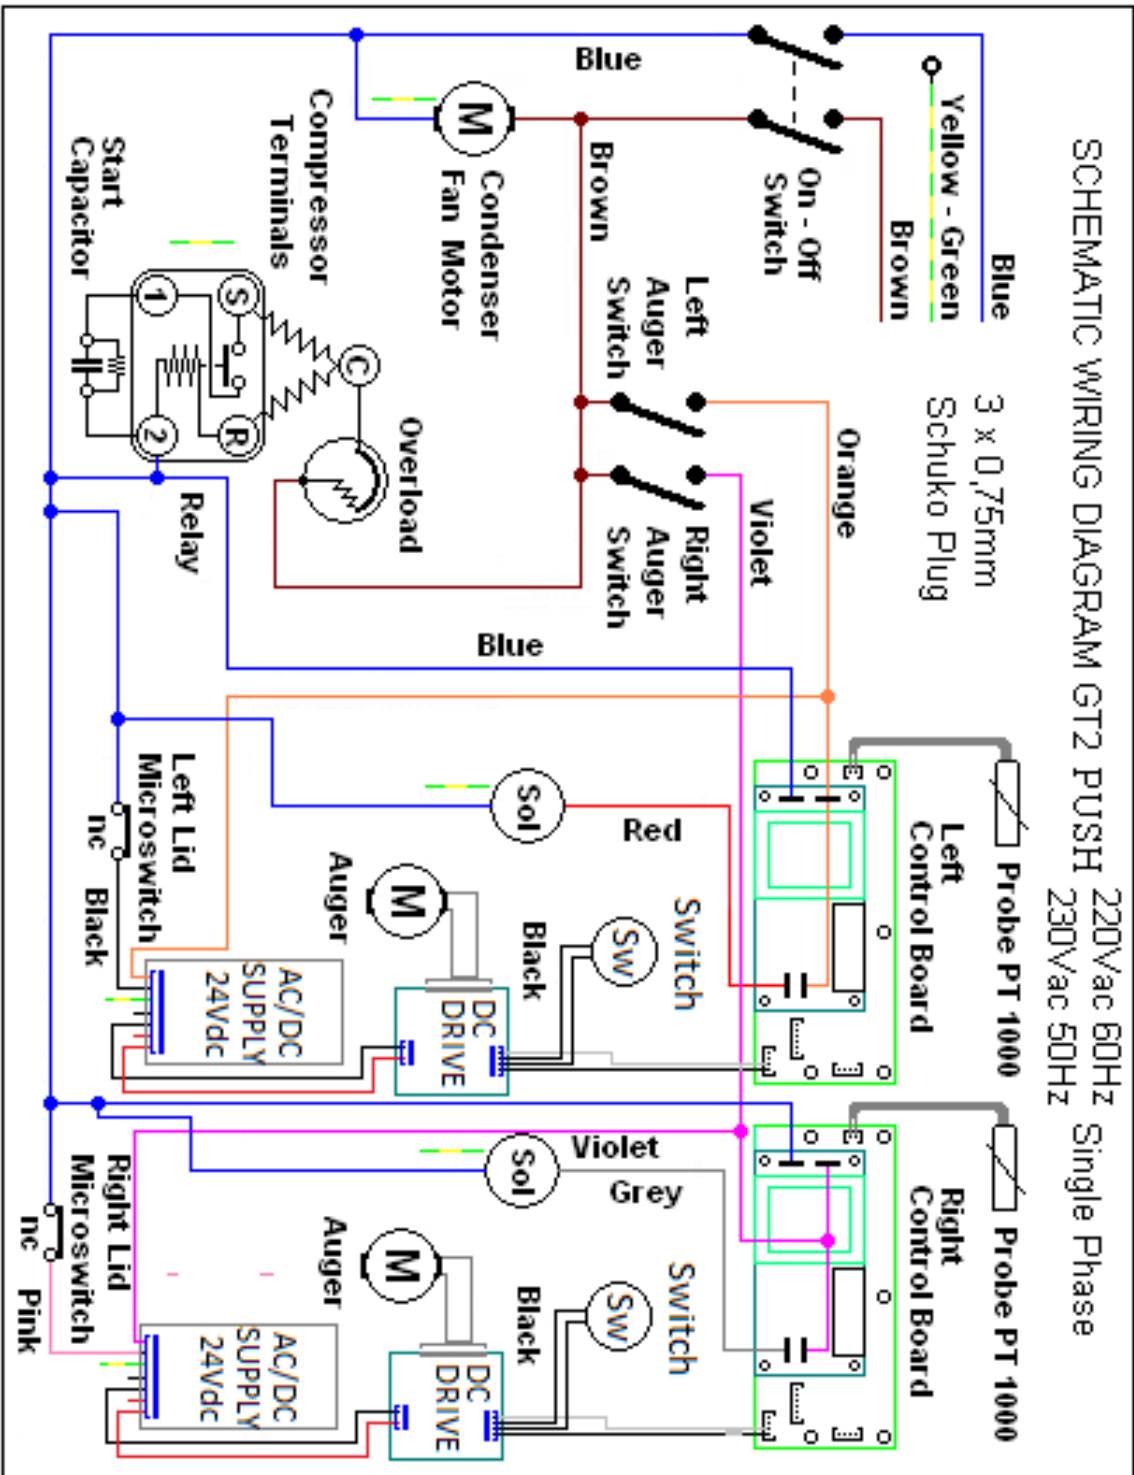 SCHEMATIC WIRING DIAGRAM GT2 PUSH
220Vac 60Hz
230Vac 50Hz
Single Phase
3 x 0,75mm
Schuko Plug
Blue
Yellow - Green
Brown
On - Off
Switch
Blue
Brown
M
Condenser
Fan Motor
Compressor
Terminals
Start
Capacitor
S
1
C
R
2
Relay
Overload
Left
Auger
Switch
Right
Auger
Switch
Orange
Violet
Blue
Probe PT 1000
Left
Control Board
Sol
Red
Left Lid
Microswitch
nc
Black
M
Auger
AC/DC
SUPPLY
24Vdc
DC
DRIVE
Black
Sw
Switch
Probe PT 1000
Right
Control Board
Sol
Violet
Grey
Right Lid
Microswitch
nc
Pink
M
Auger
AC/DC
SUPPLY
24Vdc
DC
DRIVE
Black
Sw
Switch